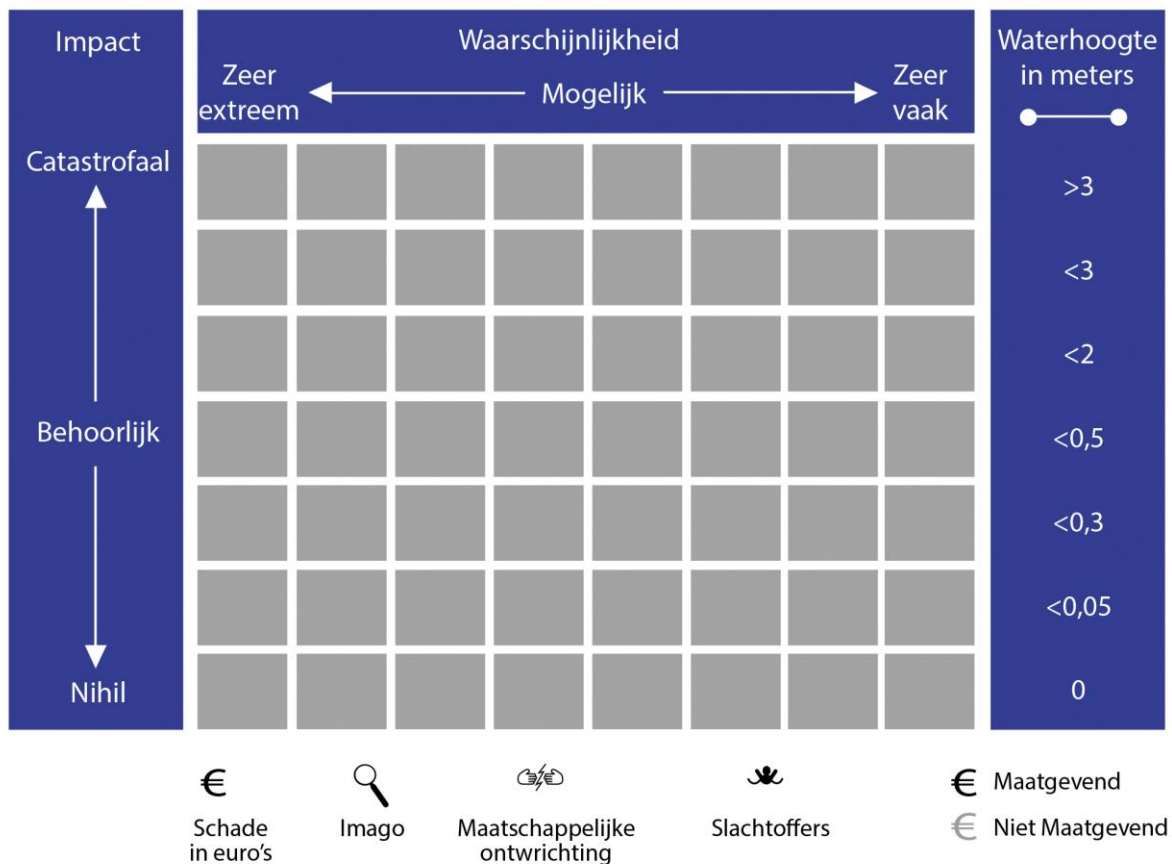 Impact
Catastrofaal
Behoorlijk
Nihil
Waarschijnlijkheid
Zeer
extreem
Mogelijk
Zeer
vaak
Waterhoogte
in meters
>3
<3
<2
<0,5
<0,3
<0,05
0
€
Schade
in euro's
Imago
Maatschappelijke
ontwrichting
Slachtoffers
€ Maatgevend
€ Niet Maatgevend